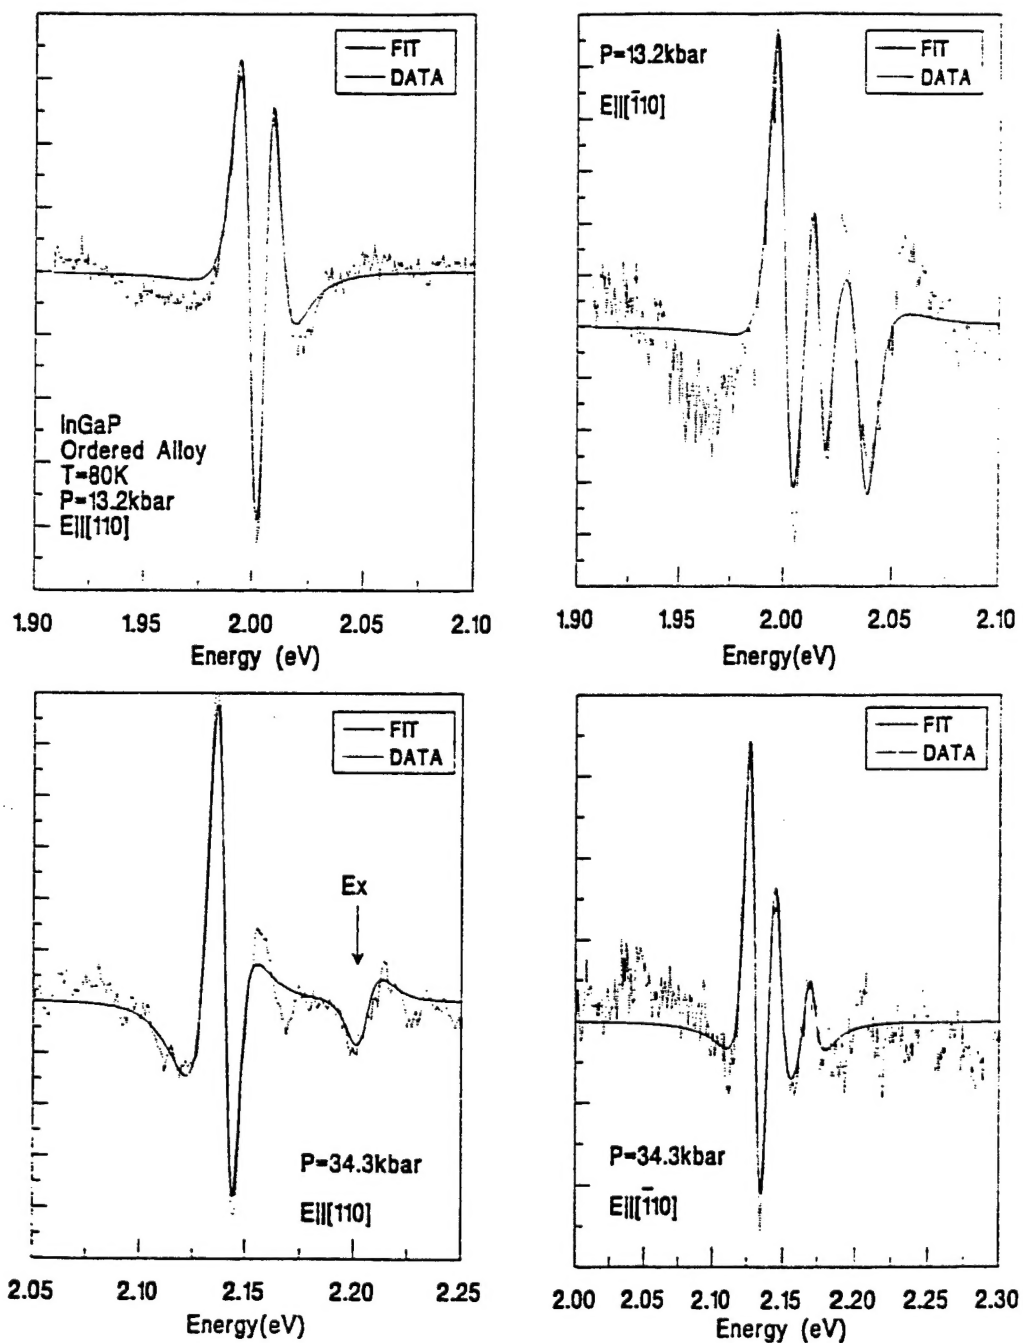 FIT
DATA
InGaP
Ordered Alloy
T=80K
P=13.2kbar
E||[110]
1.90 1.95 2.00 2.05 2.10
Energy (eV)
FIT
DATA
P=13.2kbar
E||[1̄10]
1.90 1.95 2.00 2.05 2.10
Energy(eV)
FIT
DATA
Ex
P=34.3kbar
E||[110]
2.05 2.10 2.15 2.20 2.25
Energy(eV)
FIT
DATA
P=34.3kbar
E||[1̄10]
2.00 2.05 2.10 2.15 2.20 2.25 2.30
Energy (eV)